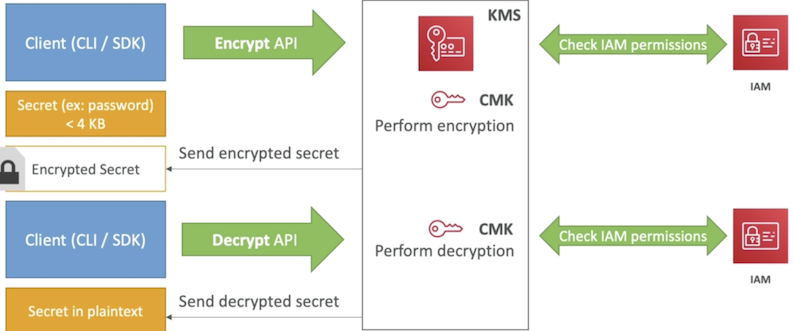 KMS
Client (CLI / SDK)
Encrypt API
Check IAM permissions
IAM
Secret (ex: password)
< 4 KB
CMK
Perform encryption
Send encrypted secret
Encrypted Secret
Client (CLI / SDK)
Decrypt API
CMK
Perform decryption
Check IAM permissions
IAM
Send decrypted secret
Secret in plaintext